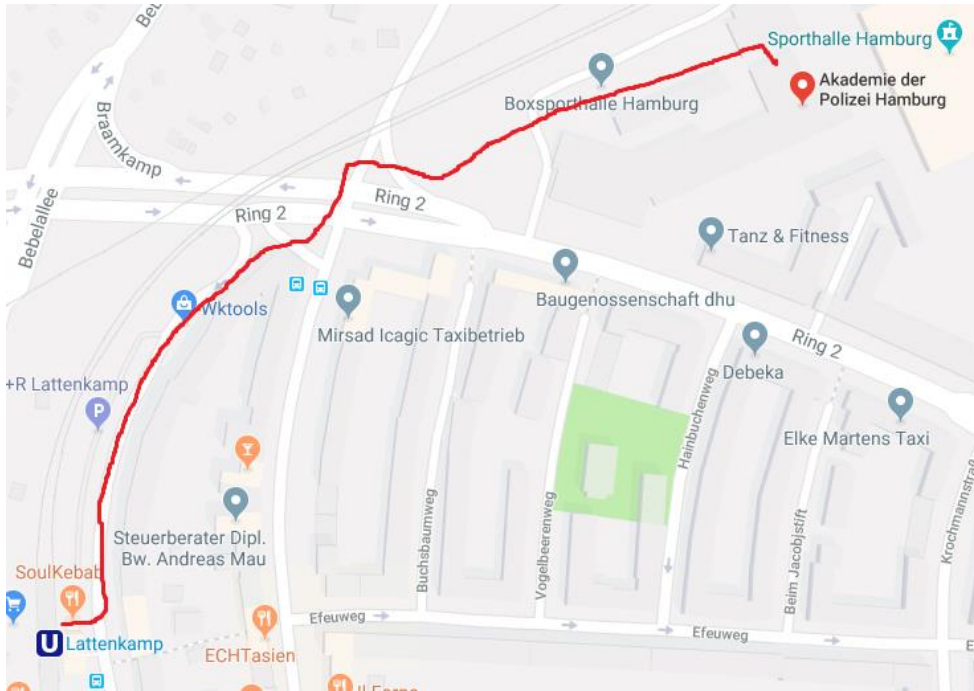 Sporthalle Hamburg
Akademie der
Polizei Hamburg
Boxsporthalle Hamburg
Braamkamp
Bebelallee
Ring 2
Ring 2
Tanz & Fitness
Baugenossenschaft dhu
Wktools
Mirsad Icagic Taxibetrieb
Ring 2
Debeka
+R Lattenkamp
P
Hainbuchenweg
Elke Martens Taxi
Steuerberater Dipl.
Bw. Andreas Mau
Buchsbaumweg
Vogelbeerenweg
Beim Jacobjstift
SoulKebab
Efeuweg
Efeuweg
U Lattenkamp
ECHTasien